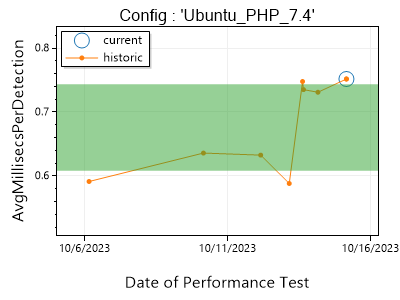 Config : 'Ubuntu_PHP_7.4'
current
historic
AvgMillisecsPerDetection
0.8
0.7
0.6
10/6/2023
10/11/2023
10/16/2023
Date of Performance Test